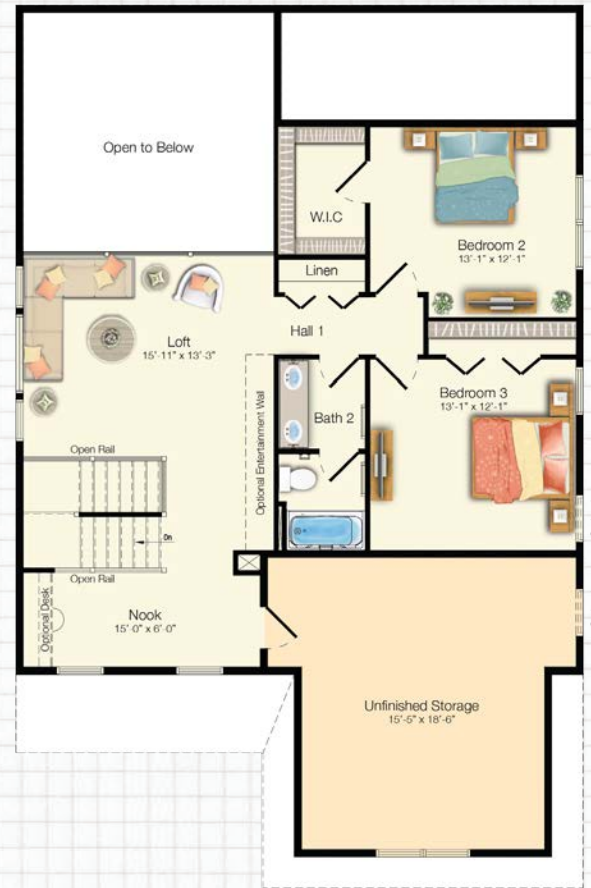 Open to Below
W.I.C
Bedroom 2
13'-1" x 12'-1"
Linen
Hall 1
Loft
15'-11" x 13'-3"
Bedroom 3
13'-1" x 12'-1"
Bath 2
Optional Entertainment Wall
Open Rail
Dn
Open Rail
Optional Desk
Nook
15'-0" x 6'-0"
Unfinished Storage
15'-5" x 18'-6"